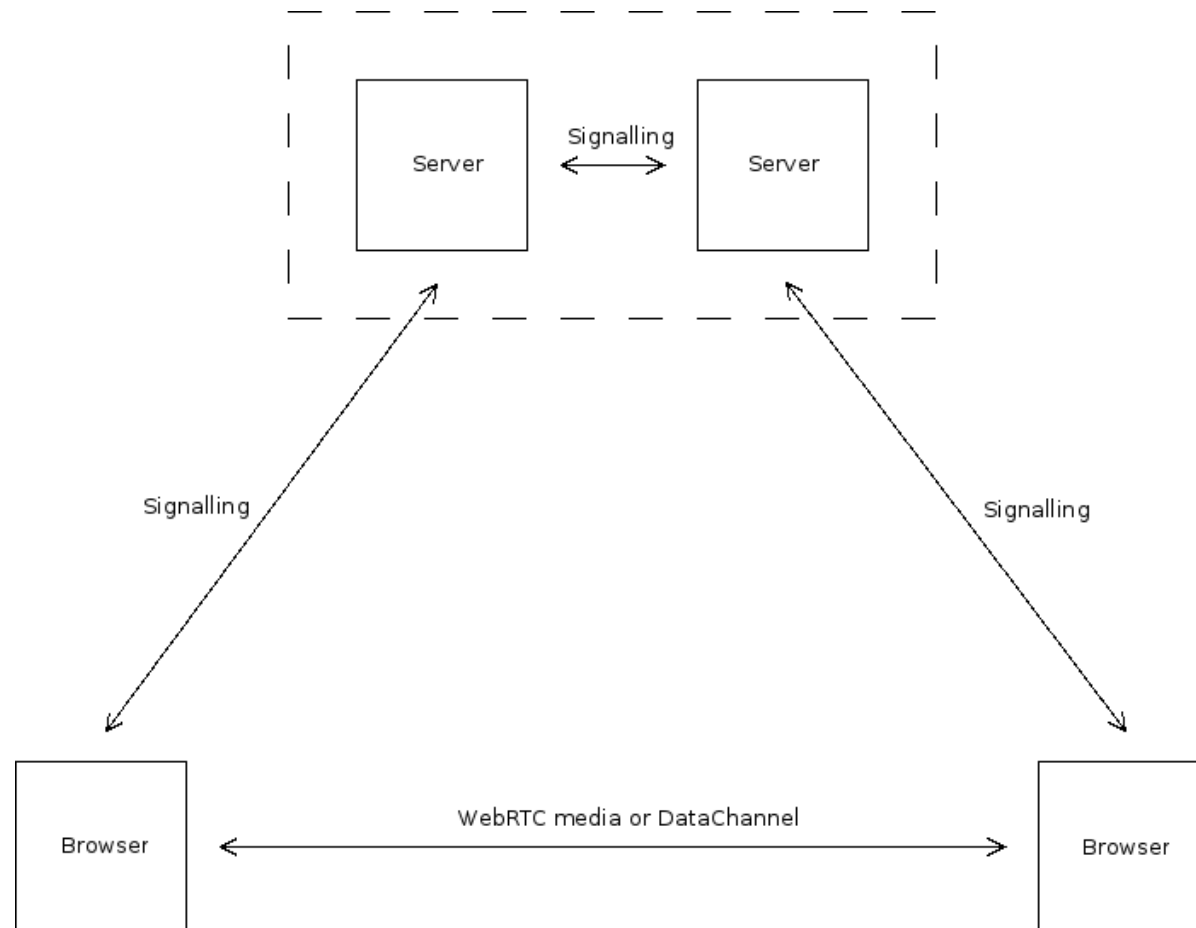 Signalling
Server
Server
Signalling
Signalling
WebRTC media or DataChannel
Browser
Browser